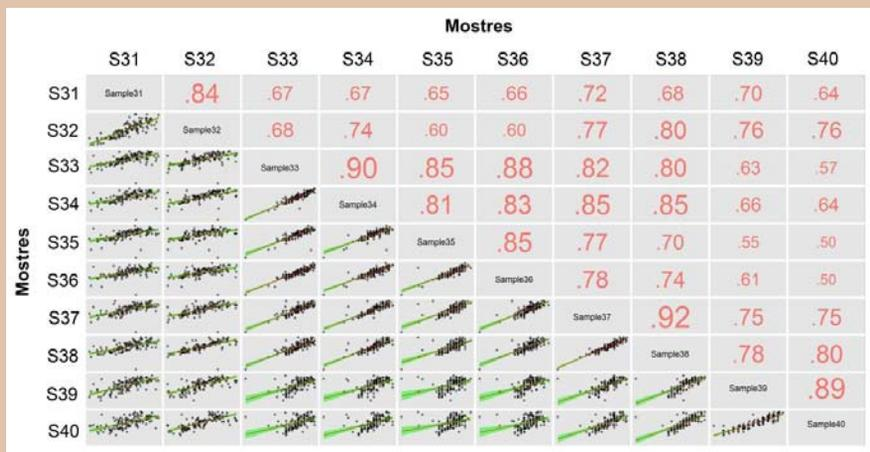 Mostres
S31 S32 S33 S34 S35 S36 S37 S38 S39 S40
S31 Sample31 .84 .67 .67 .65 .66 .72 .68 .70 .64
S32 Sample32 .68 .74 .60 .60 .77 .80 .76 .76
S33 Sample33 .90 .85 .88 .82 .80 .63 .57
S34 Sample34 .81 .83 .85 .85 .66 .64
S35 Sample35 .85 .77 .70 .55 .50
S36 Sample36 .78 .74 .61 .50
S37 Sample37 .92 .75 .75
S38 Sample38 .78 .80
S39 Sample39 .89
S40 Sample40
Mostres